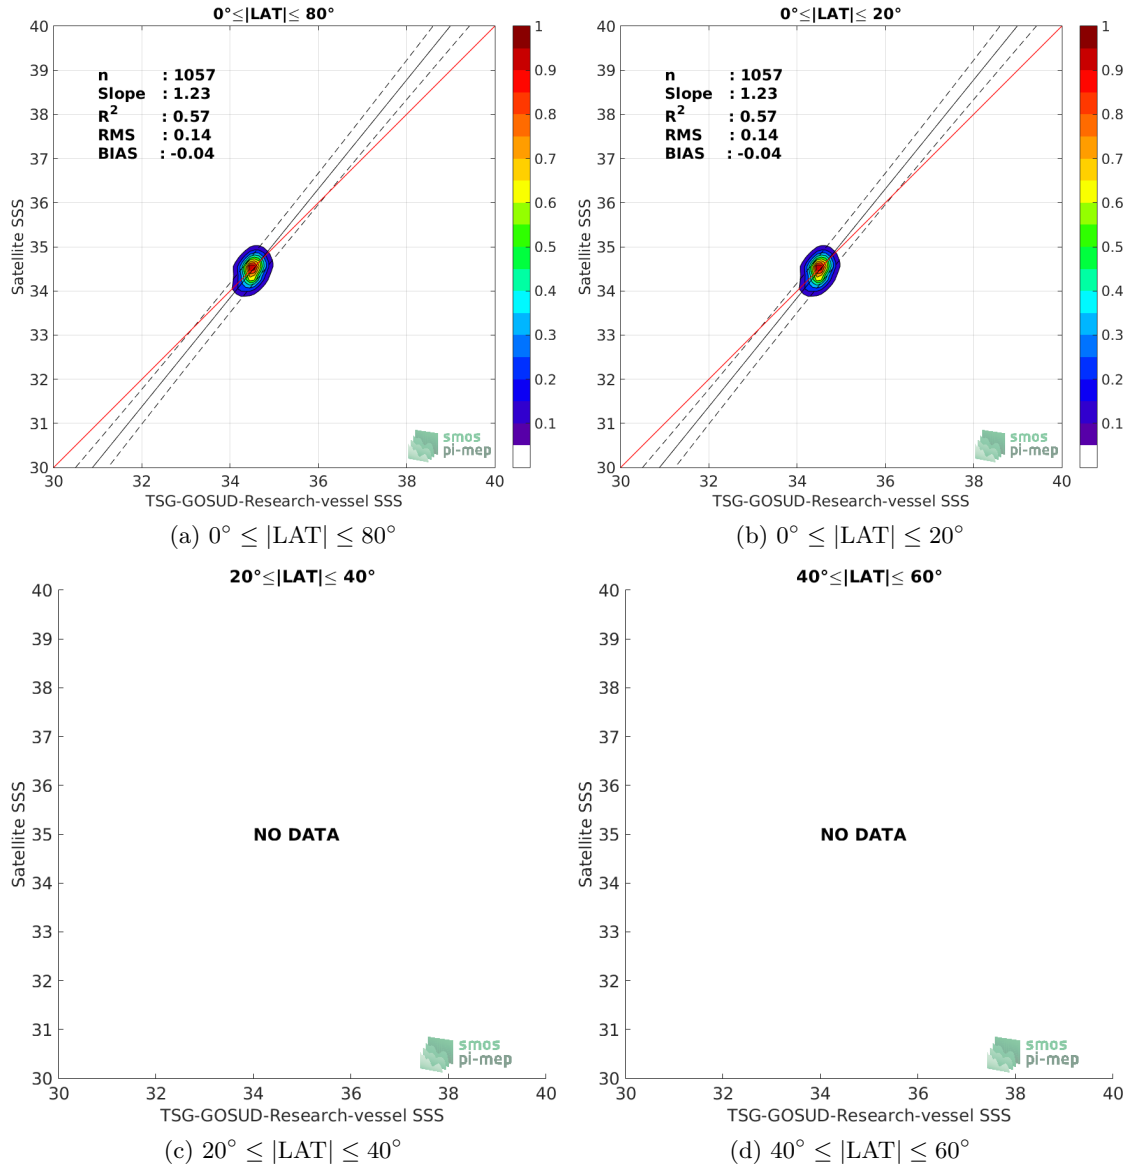 0°≤|LAT|≤ 80°
40
39
38
37
36
35
34
33
32
31
30
Satellite SSS
n : 1057
Slope : 1.23
R² : 0.57
RMS : 0.14
BIAS : -0.04
smos
pi-mep
30 32 34 36 38 40
TSG-GOSUD-Research-vessel SSS
1
0.9
0.8
0.7
0.6
0.5
0.4
0.3
0.2
0.1
(a) 0° ≤ |LAT| ≤ 80°
0°≤|LAT|≤ 20°
40
39
38
37
36
35
34
33
32
31
30
Satellite SSS
n : 1057
Slope : 1.23
R² : 0.57
RMS : 0.14
BIAS : -0.04
smos
pi-mep
30 32 34 36 38 40
TSG-GOSUD-Research-vessel SSS
1
0.9
0.8
0.7
0.6
0.5
0.4
0.3
0.2
0.1
(b) 0° ≤ |LAT| ≤ 20°
20°≤|LAT|≤ 40°
40
39
38
37
36
35
34
33
32
31
30
Satellite SSS
NO DATA
smos
pi-mep
30 32 34 36 38 40
TSG-GOSUD-Research-vessel SSS
(c) 20° ≤ |LAT| ≤ 40°
40°≤|LAT|≤ 60°
40
39
38
37
36
35
34
33
32
31
30
Satellite SSS
NO DATA
smos
pi-mep
30 32 34 36 38 40
TSG-GOSUD-Research-vessel SSS
(d) 40° ≤ |LAT| ≤ 60°